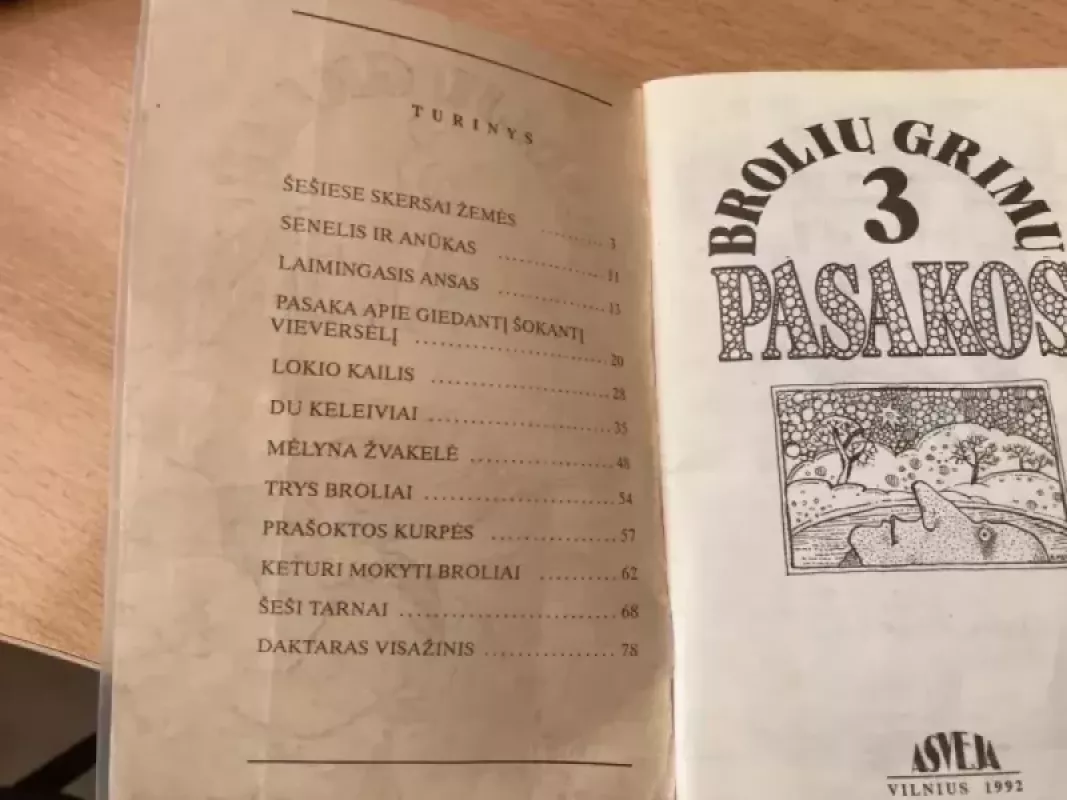 TURINYS
ŠEŠIESE SKERSAI ŽEMĖS ........ 3
SENELIS IR ANŪKAS ........ 11
LAIMINGASIS ANSAS ........ 13
PASAKA APIE GIEDANTĮ ŠOKANTĮ
VIEVERSĖLĮ ........ 20
LOKIO KAILIS ........ 28
DU KELEIVIAI ........ 35
MĖLYNA ŽVAKELĖ ........ 48
TRYS BROLIAI ........ 54
PRAŠOKTOS KURPĖS ........ 57
KETURI MOKYTI BROLIAI ........ 62
ŠEŠI TARNAI ........ 68
DAKTARAS VISAŽINIS ........ 78
BROLIŲ GRIMŲ
3
PASAKOS
ASVEJA
VILNIUS 1992